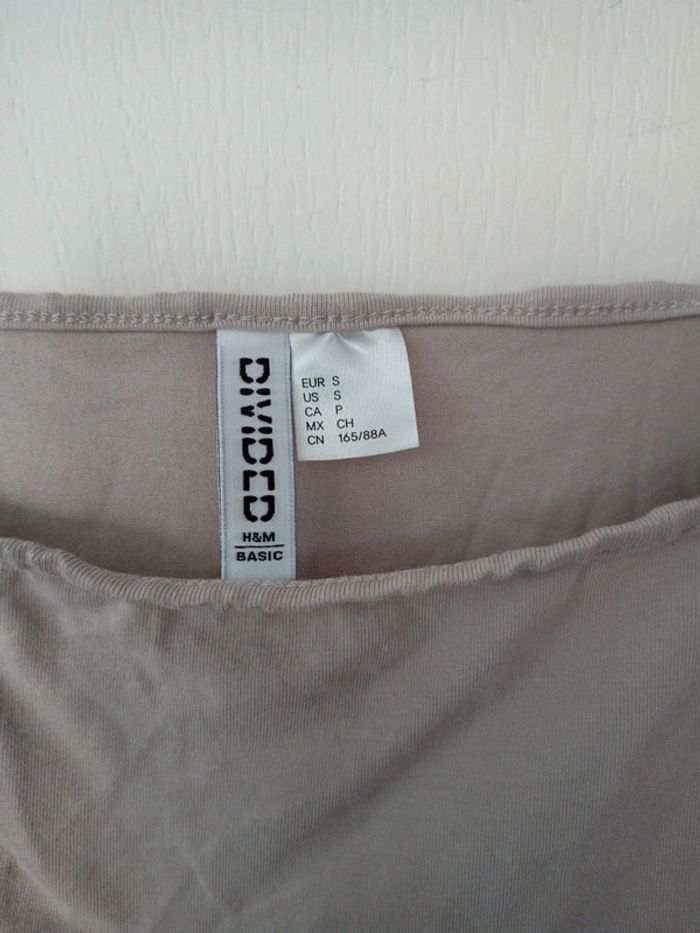 DIVIDED
H&M
BASIC
EUR S
US S
CA P
MX CH
CN 165/88A